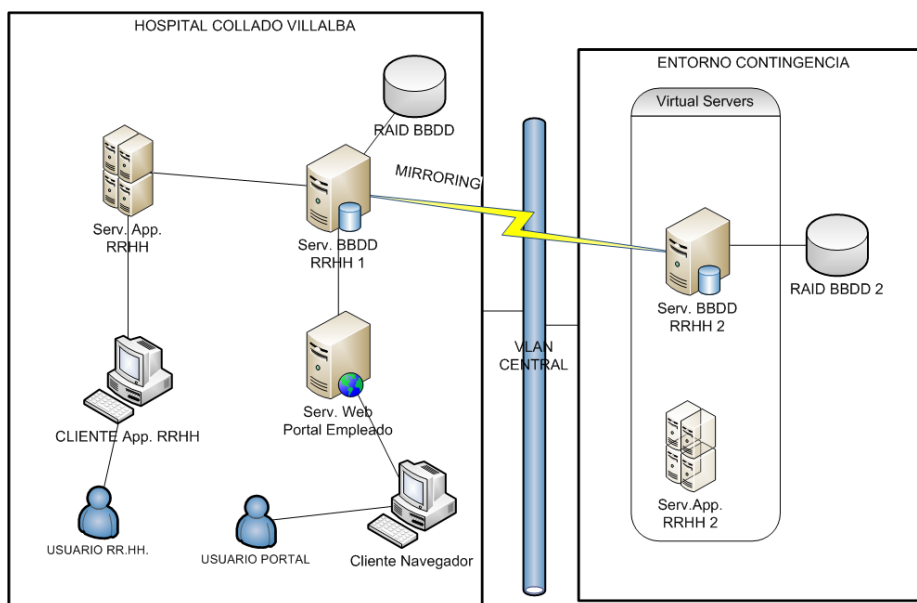 HOSPITAL COLLADO VILLALBA
RAID BBDD
Serv. App.
RRHH
Serv. BBDD
RRHH 1
MIRRORING
CLIENTE App. RRHH
Serv. Web
Portal Empleado
USUARIO RR.HH.
USUARIO PORTAL
Cliente Navegador
VLAN
CENTRAL
ENTORNO CONTINGENCIA
Virtual Servers
Serv. BBDD
RRHH 2
RAID BBDD 2
Serv.App.
RRHH 2